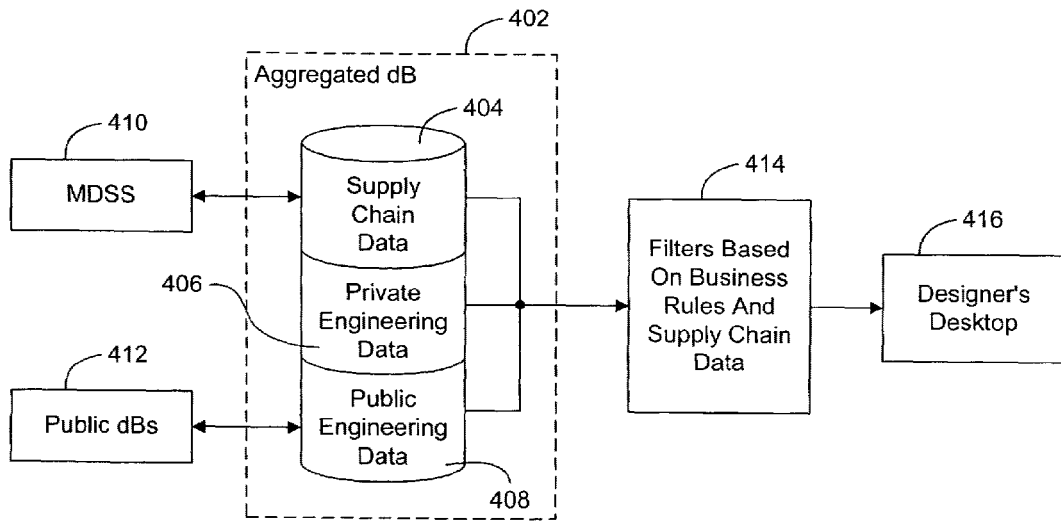 402
Aggregated dB
404
410
MDSS
Supply
Chain
Data
414
Filters Based
On Business
Rules And
Supply Chain
Data
416
Designer's
Desktop
406
Private
Engineering
Data
412
Public dBs
Public
Engineering
Data
408